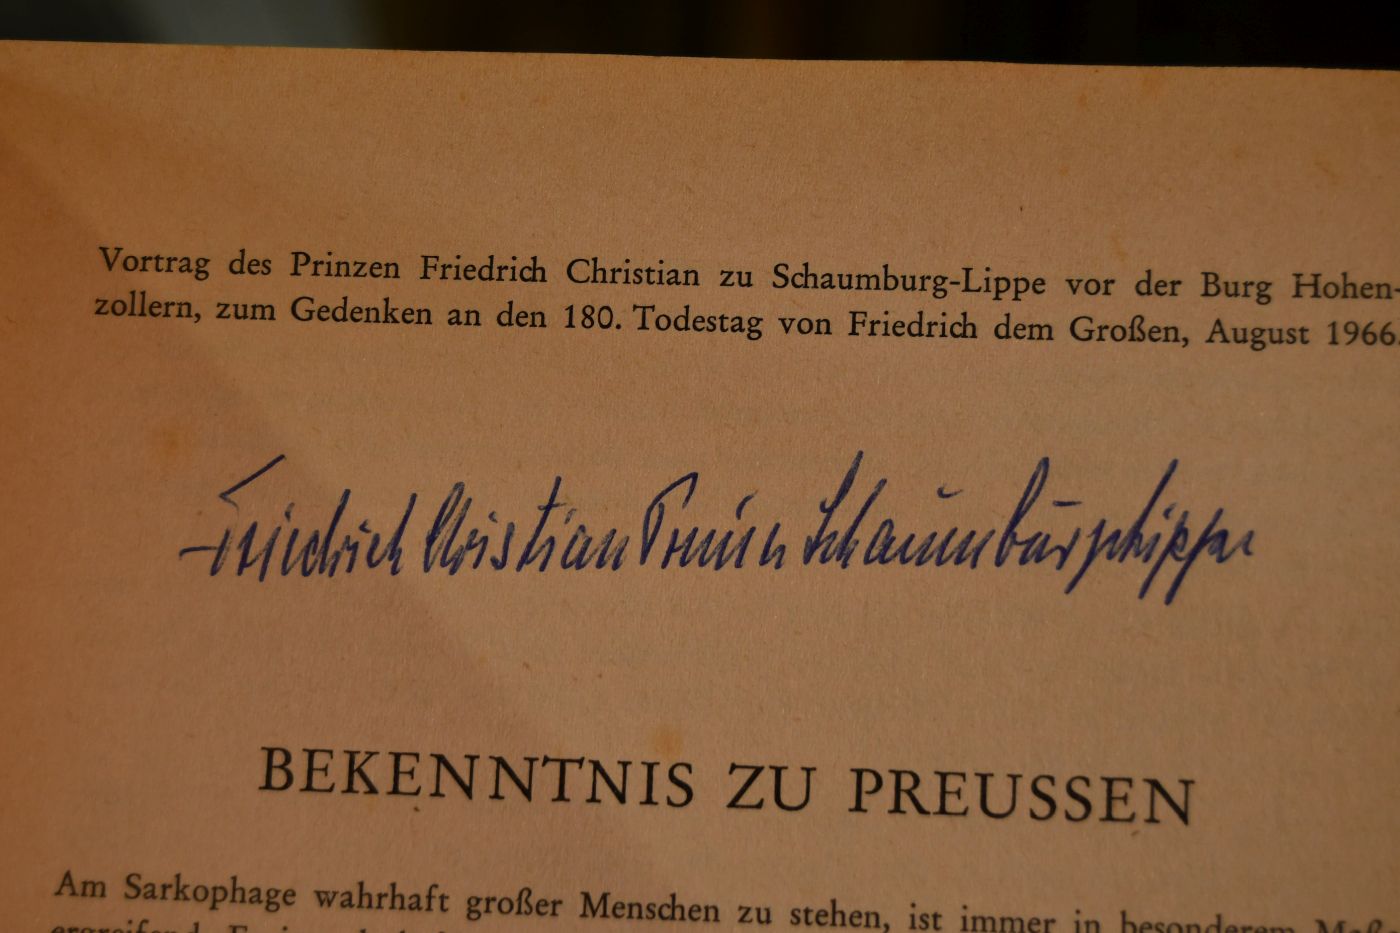 Vortrag des Prinzen Friedrich Christian zu Schaumburg-Lippe vor der Burg Hohen-
zollern, zum Gedenken an den 180. Todestag von Friedrich dem Großen, August 1966.
Friedrich Christian Prinz zu Schaumburg Lippe
BEKENNTNIS ZU PREUSSEN
Am Sarkophage wahrhaft großer Menschen zu stehen, ist immer in besonderem